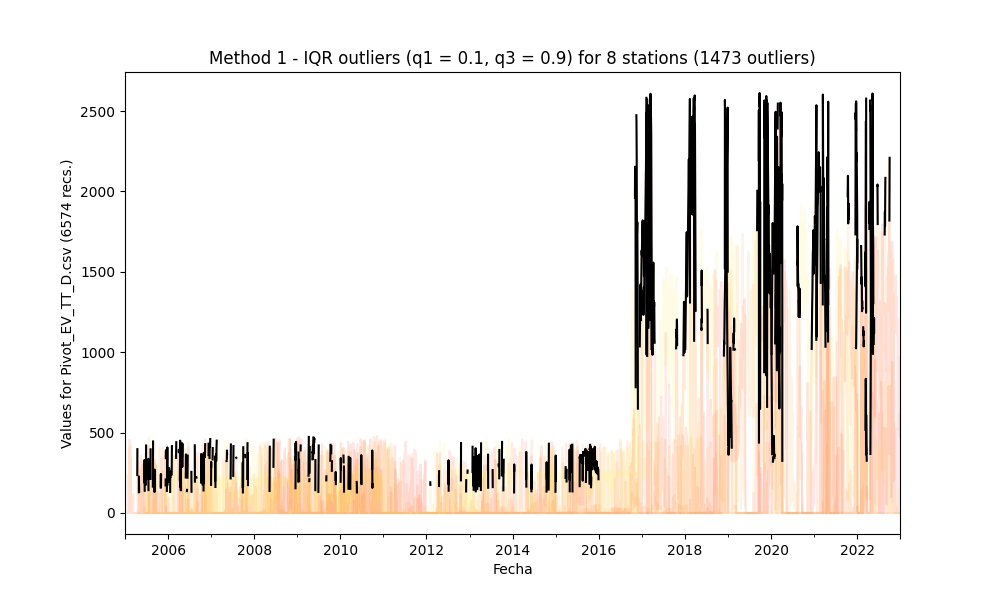 Method 1 - IQR outliers (q1 = 0.1, q3 = 0.9) for 8 stations (1473 outliers)
Values for Pivot_EV_TT_D.csv (6574 recs.)
2500
2000
1500
1000
500
0
2006 2008 2010 2012 2014 2016 2018 2020 2022
Fecha